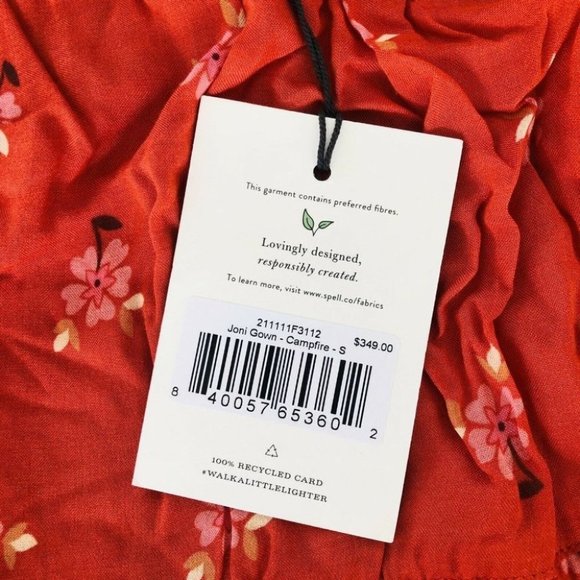 This garment contains preferred fibres.
Lovingly designed,
responsibly created.
To learn more, visit www.spell.co/fabrics
211111F3112
Joni Gown - Campfire - S $349.00
8 40057 65360 2
100% RECYCLED CARD
#WALKALITTLELIGHTER